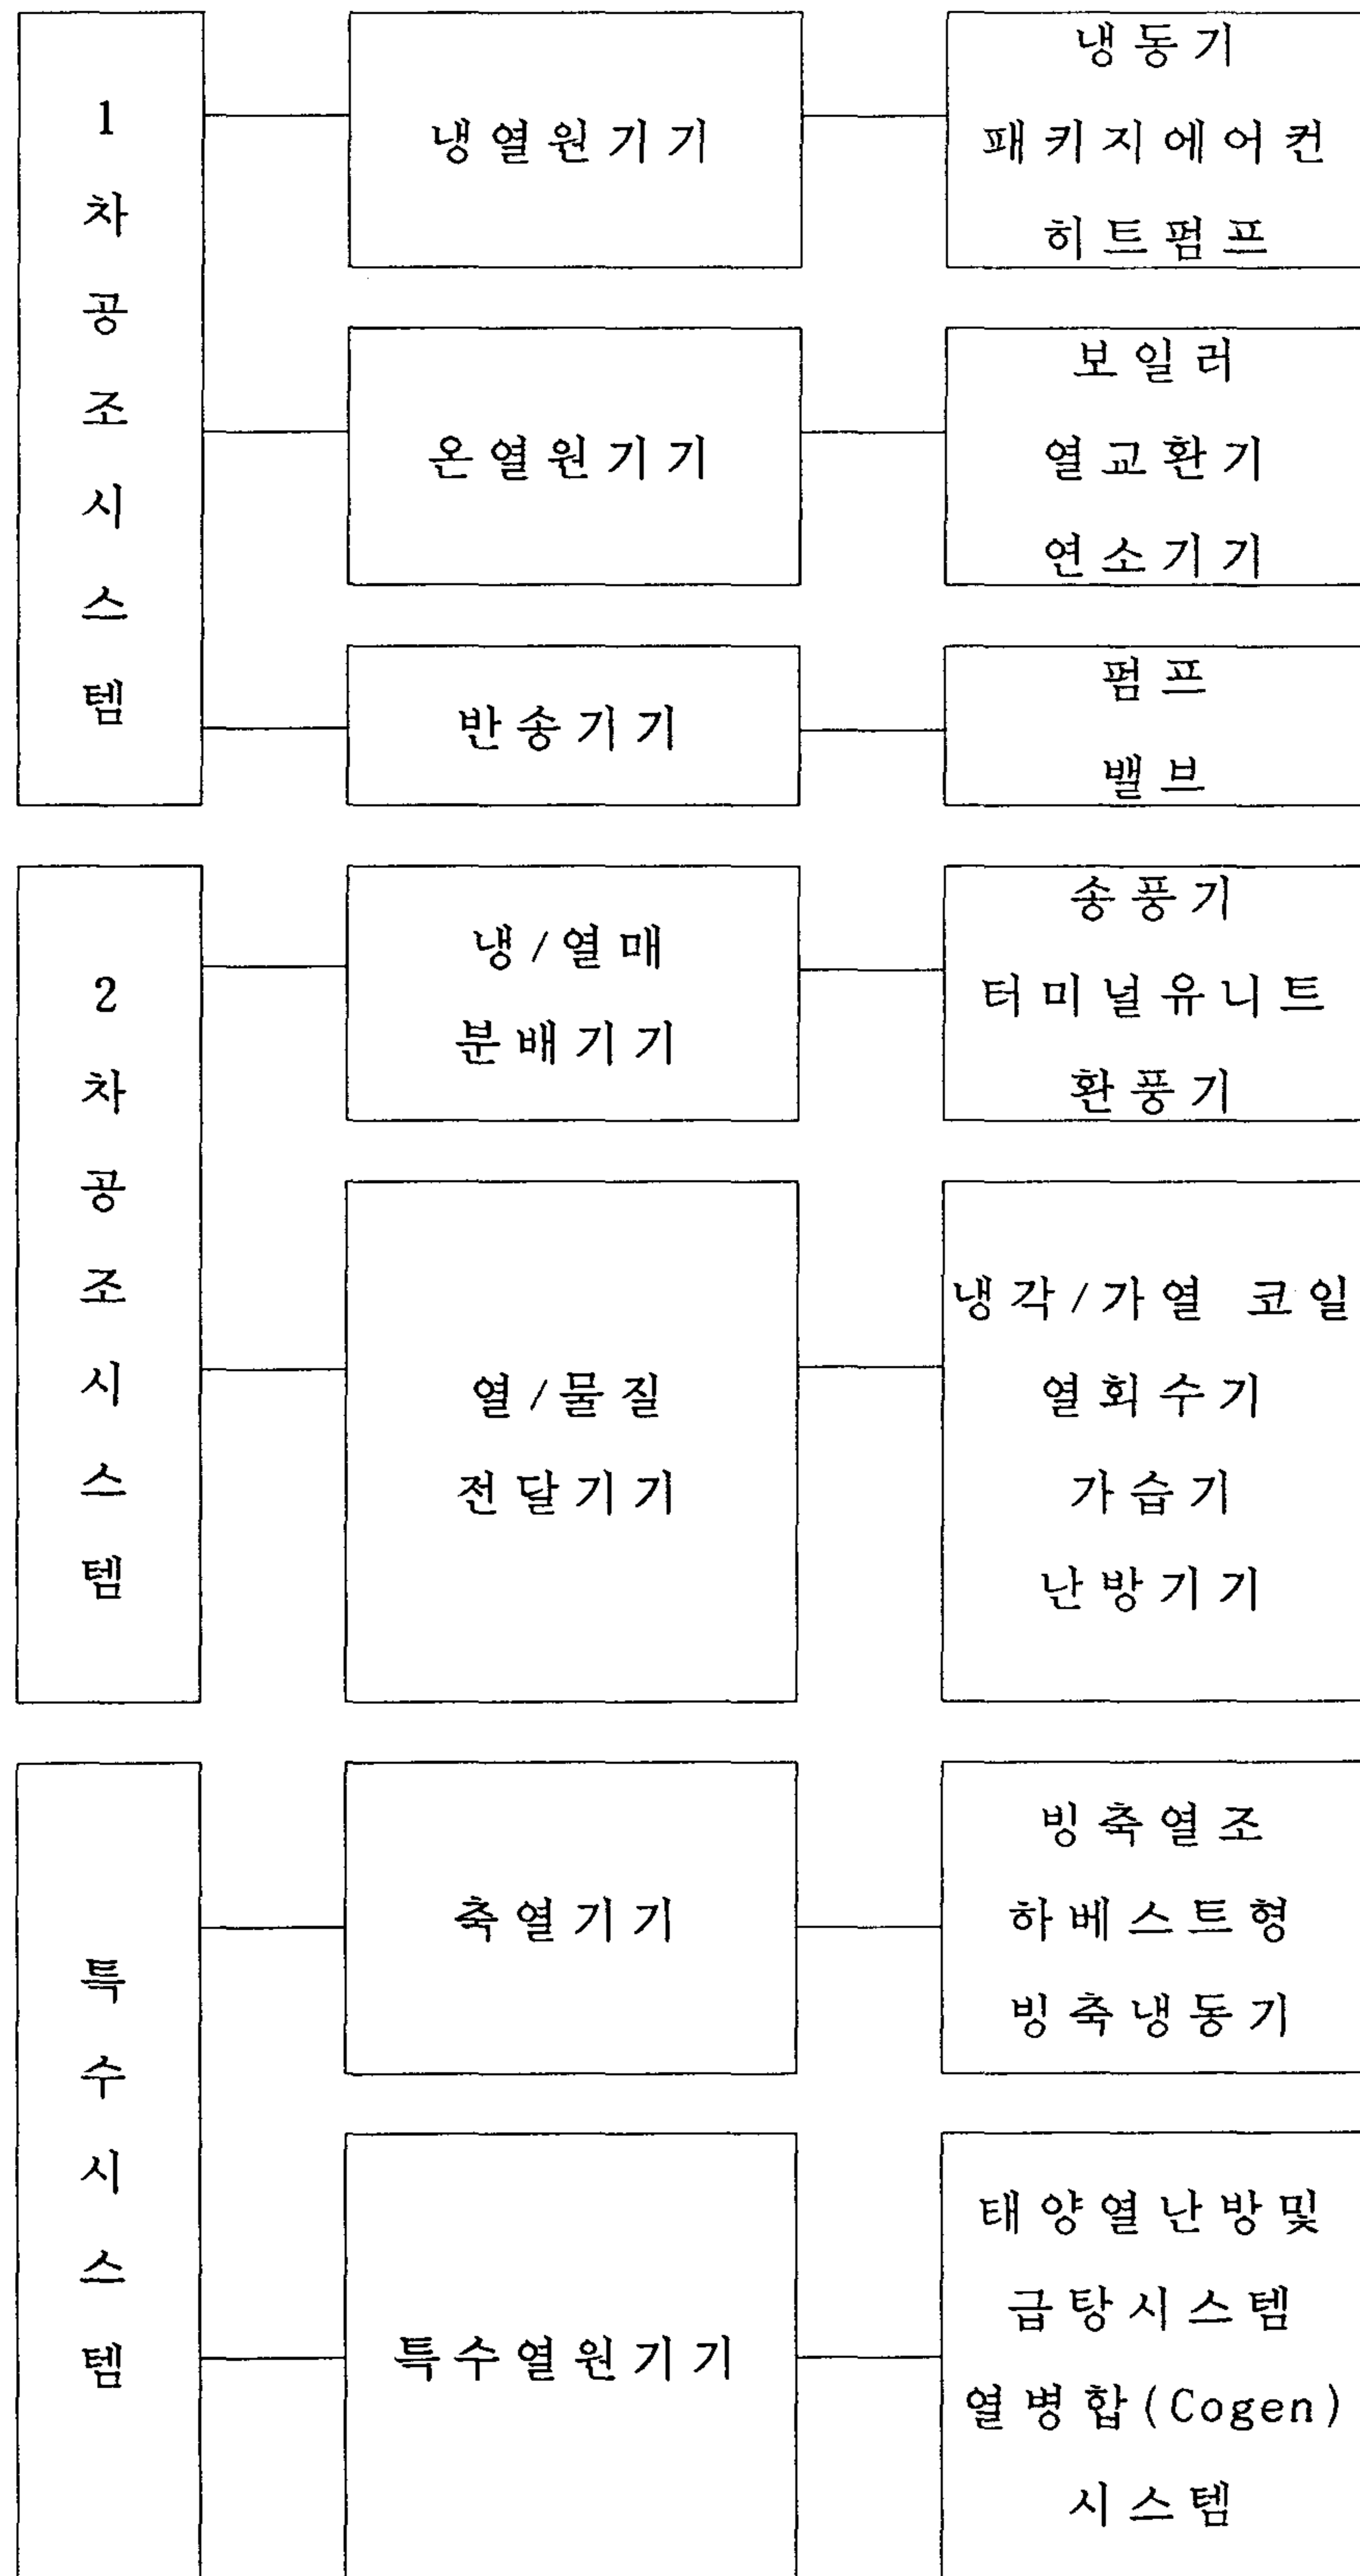 1차공조시스템
냉열원기기
냉동기
패키지에어컨
히트펌프
온열원기기
보일러
열교환기
연소기기
반송기기
펌프
밸브
2차공조시스템
냉/열매
분배기기
송풍기
터미널유니트
환풍기
열/물질
전달기기
냉각/가열 코일
열회수기
가습기
난방기기
특수시스템
축열기기
빙축열조
하베스트형
빙축냉동기
특수열원기기
태양열난방및
급탕시스템
열병합(Cogen)
시스템